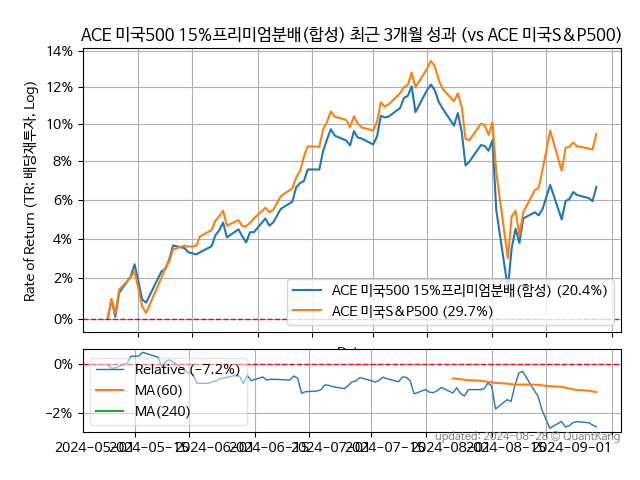 ACE 미국500 15%프리미엄분배(합성) 최근 3개월 성과 (vs ACE 미국S&P500)
Rate of Return (TR: 배당재투자, Log)
14%
12%
10%
8%
6%
4%
2%
0%
ACE 미국500 15%프리미엄분배(합성) (20.4%)
ACE 미국S&P500 (29.7%)
0%
−2%
Relative (−7.2%)
MA(60)
MA(240)
updated: 2024-08-28 © QuantKang